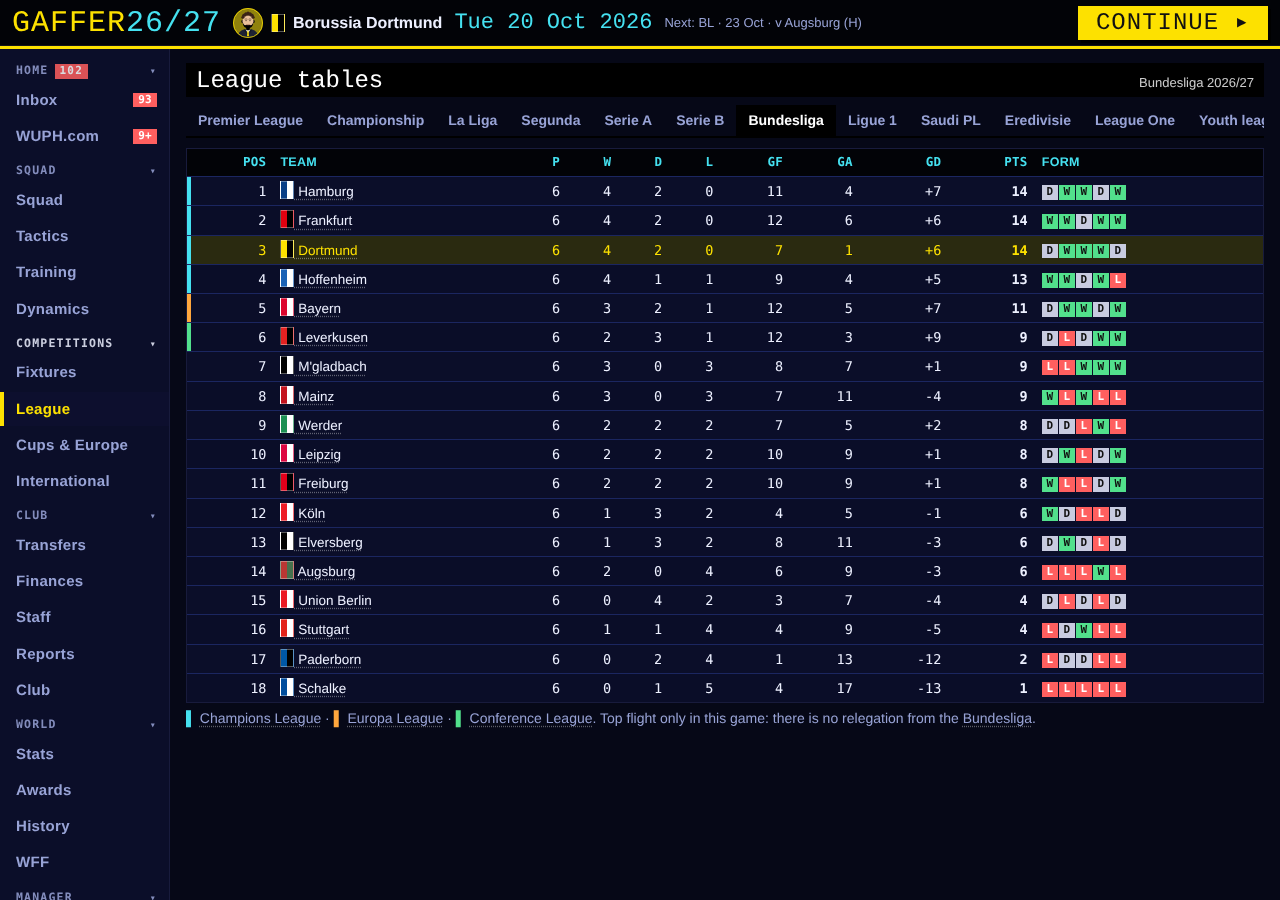 GAFFER26/27 Borussia Dortmund Tue 20 Oct 2026 Next: BL · 23 Oct · v Augsburg (H) CONTINUE ►
HOME 102 ▾
Inbox 93
WUPH.com 9+
SQUAD ▾
Squad
Tactics
Training
Dynamics
COMPETITIONS ▾
Fixtures
League
Cups & Europe
International
CLUB ▾
Transfers
Finances
Staff
Reports
Club
WORLD ▾
Stats
Awards
History
WFF
MANAGER ▾
League tables Bundesliga 2026/27
Premier League Championship La Liga Segunda Serie A Serie B Bundesliga Ligue 1 Saudi PL Eredivisie League One Youth leag
POS TEAM P W D L GF GA GD PTS FORM
1 Hamburg 6 4 2 0 11 4 +7 14 D W W D W
2 Frankfurt 6 4 2 0 12 6 +6 14 W W D W W
3 Dortmund 6 4 2 0 7 1 +6 14 D W W W D
4 Hoffenheim 6 4 1 1 9 4 +5 13 W W D W L
5 Bayern 6 3 2 1 12 5 +7 11 D W W D W
6 Leverkusen 6 2 3 1 12 3 +9 9 D L D W W
7 M'gladbach 6 3 0 3 8 7 +1 9 L L W W W
8 Mainz 6 3 0 3 7 11 -4 9 W L W L L
9 Werder 6 2 2 2 7 5 +2 8 D D L W L
10 Leipzig 6 2 2 2 10 9 +1 8 D W L D W
11 Freiburg 6 2 2 2 10 9 +1 8 W L L D W
12 Köln 6 1 3 2 4 5 -1 6 W D L L D
13 Elversberg 6 1 3 2 8 11 -3 6 D W D L D
14 Augsburg 6 2 0 4 6 9 -3 6 L L L W L
15 Union Berlin 6 0 4 2 3 7 -4 4 D L D L D
16 Stuttgart 6 1 1 4 4 9 -5 4 L D W L L
17 Paderborn 6 0 2 4 1 13 -12 2 L D D L L
18 Schalke 6 0 1 5 4 17 -13 1 L L L L L
Champions League · Europa League · Conference League. Top flight only in this game: there is no relegation from the Bundesliga.